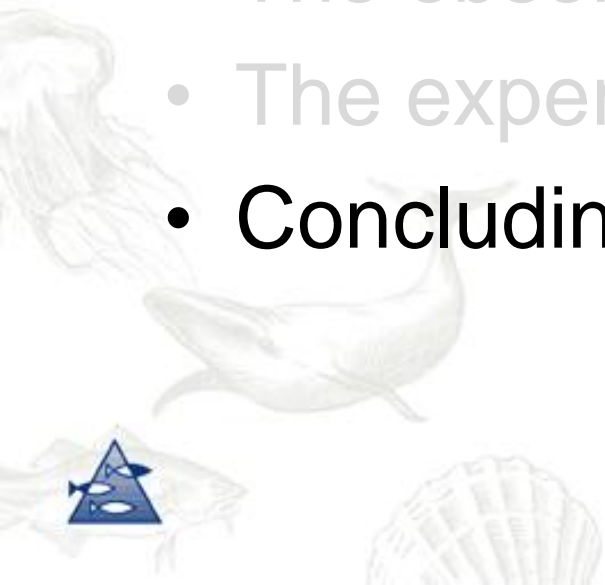 • The exper
• Concludin